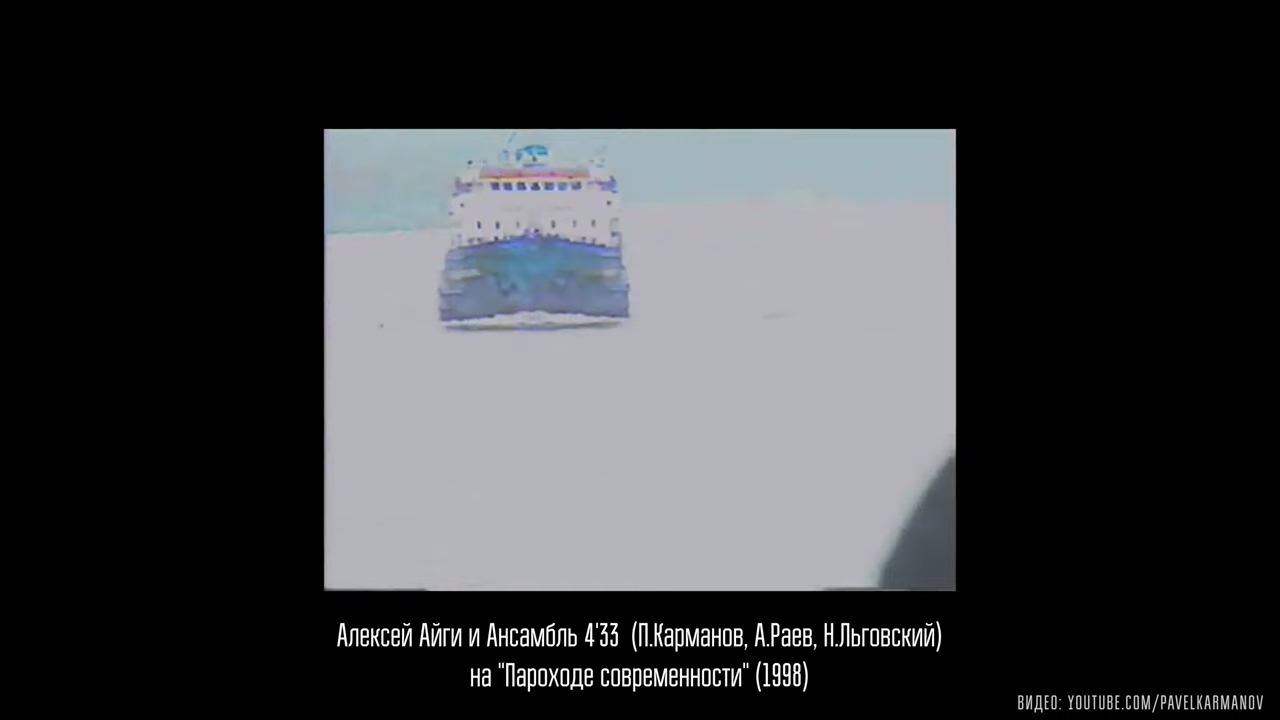 Алексей Айги и Ансамбль 4'33 (П.Карманов, А.Раев, Н.Льговский)
на "Пароходе современности" (1998)
ВИДЕО: YOUTUBE.COM/PAVELKARMANOV